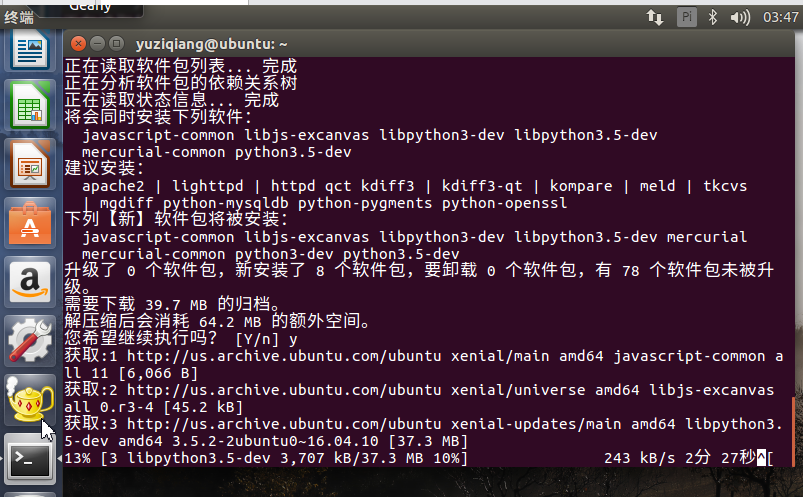 Geany
终端
Pi
03:47
yuziqiang@ubuntu: ~
正在读取软件包列表... 完成
正在分析软件包的依赖关系树
正在读取状态信息... 完成
将会同时安装下列软件：
javascript-common libjs-excanvas libpython3-dev libpython3.5-dev
mercurial-common python3.5-dev
建议安装：
apache2 | lighttpd | httpd qct kdiff3 | kdiff3-qt | kompare | meld | tkcvs
| mgdiff python-mysqldb python-pygments python-openssl
下列【新】软件包将被安装：
javascript-common libjs-excanvas libpython3-dev libpython3.5-dev mercurial
mercurial-common python3-dev python3.5-dev
升级了 0 个软件包，新安装了 8 个软件包，要卸载 0 个软件包，有 78 个软件包未被升
级。
需要下载 39.7 MB 的归档。
解压缩后会消耗 64.2 MB 的额外空间。
您希望继续执行吗？ [Y/n] y
获取:1 http://us.archive.ubuntu.com/ubuntu xenial/main amd64 javascript-common a
ll 11 [6,066 B]
获取:2 http://us.archive.ubuntu.com/ubuntu xenial/universe amd64 libjs-excanvas
all 0.r3-4 [45.2 kB]
获取:3 http://us.archive.ubuntu.com/ubuntu xenial-updates/main amd64 libpython3.
5-dev amd64 3.5.2-2ubuntu0~16.04.10 [37.3 MB]
13% [3 libpython3.5-dev 3,707 kB/37.3 MB 10%] 243 kB/s 2分 27秒^[